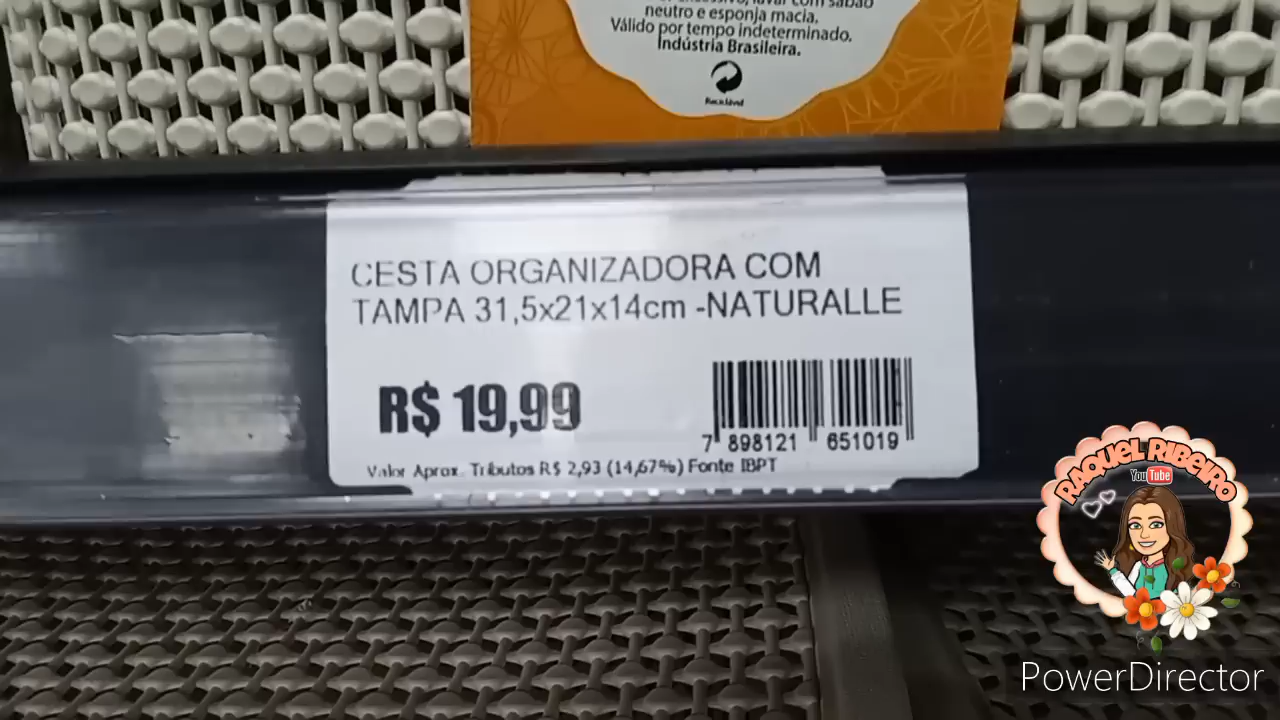 neutro e esponja macia.
Válido por tempo indeterminado.
Indústria Brasileira.
Reciclável
CESTA ORGANIZADORA COM
TAMPA 31,5x21x14cm -NATURALLE
R$ 19,99
7 898121 651019
Valor Aprox. Tributos R$ 2,93 (14,67%) Fonte IBPT
RAQUEL RIBEIRO
YouTube
PowerDirector